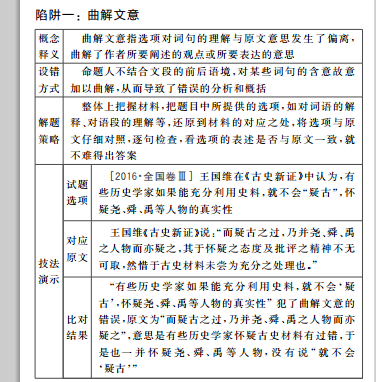 陷阱一：曲解文意
概念
释义
曲解文意指选项对词句的理解与原文意思发生了偏离，
曲解了作者所要阐述的观点或所要表达的意思
设错
方式
命题人不结合文段的前后语境，对某些词句的含意故意
加以曲解，从而导致了错误的分析和概括
解题
策略
整体上把握材料，把题目中所提供的选项，如对词语的解
释、对语段的理解等，还原到材料的对应之处，将选项与原
文仔细对照，逐句检查，看选项的表述是否与原文一致，就
不难得出答案
技法
演示
试题
选项
［2016·全国卷Ⅲ］ 王国维在《古史新证》中认为，有
些历史学家如果能充分利用史料，就不会“疑古”，怀
疑尧、舜、禹等人物的真实性
对应
原文
王国维《古史新证》说：“而疑古之过，乃并尧、舜、禹
之人物而亦疑之，其于怀疑之态度及批评之精神不无
可取，然惜于古史材料未尝为充分之处理也。”
比对
结果
“有些历史学家如果能充分利用史料，就不会‘疑
古’，怀疑尧、舜、禹等人物的真实性”犯了曲解文意的
错误，原文为“而疑古之过，乃并尧、舜、禹之人物而亦
疑之”，意思是有些历史学家怀疑古史材料有过错，于
是也一并怀疑尧、舜、禹等人物，没有说“就不会
‘疑古’”